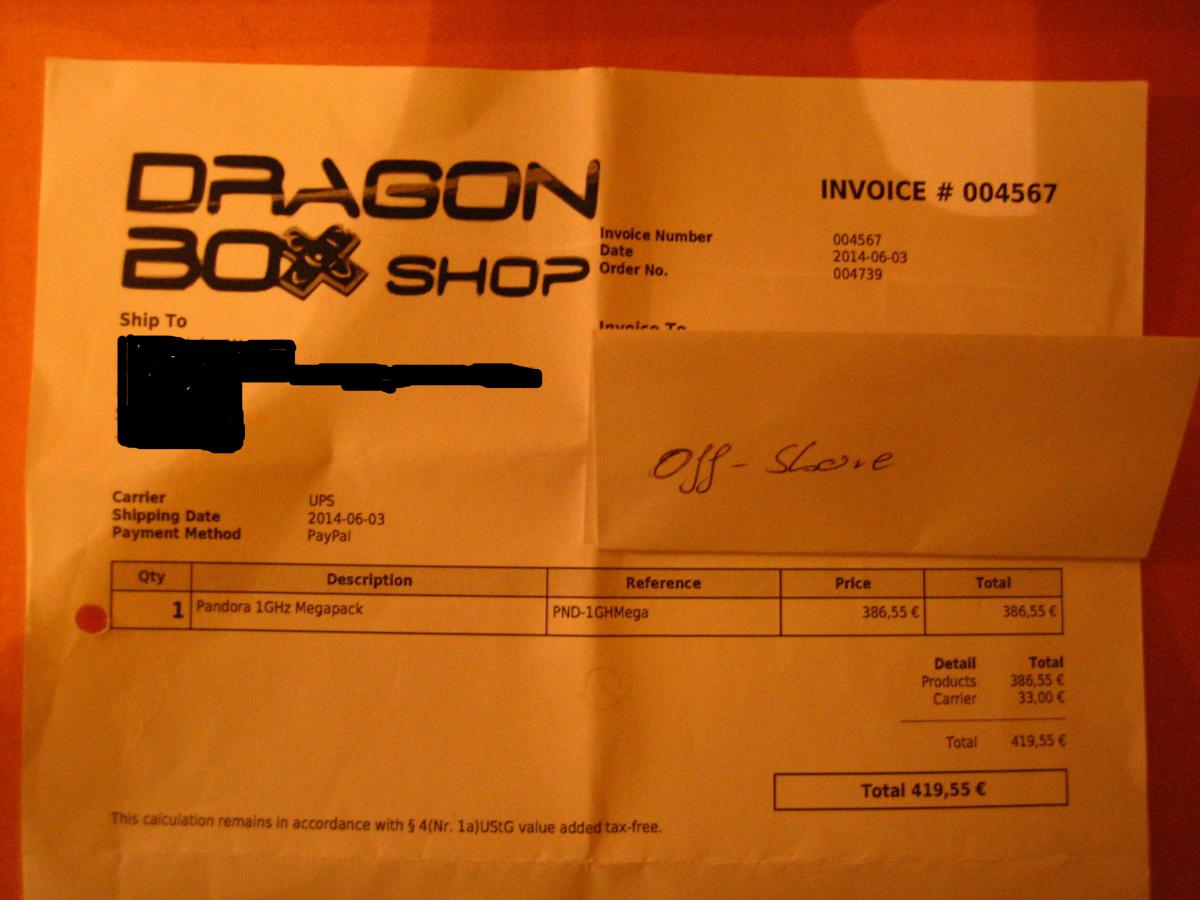 DRAGON
BOX SHOP
INVOICE # 004567
Invoice Number 004567
Date 2014-06-03
Order No. 004739
Ship To
Invoice To
Off-Shore
Carrier UPS
Shipping Date 2014-06-03
Payment Method PayPal
Qty Description Reference Price Total
1 Pandora 1GHz Megapack PND-1GHMega 386,55 € 386,55 €
Detail Total
Products 386,55 €
Carrier 33,00 €
Total 419,55 €
Total 419,55 €
This calculation remains in accordance with § 4(Nr. 1a)UStG value added tax-free.